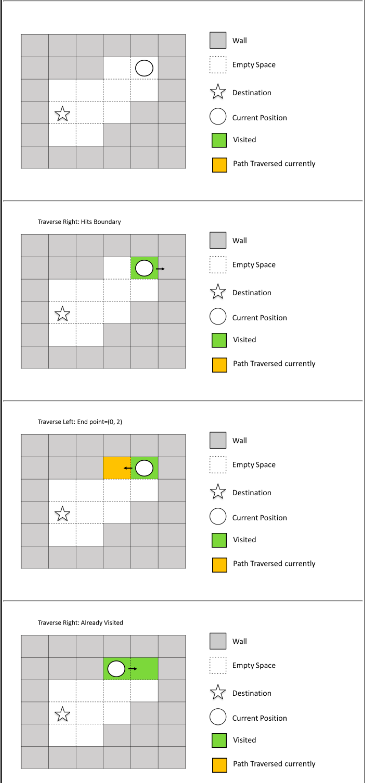 Wall
Empty Space
Destination
Current Position
Visited
Path Traversed currently
Traverse Right: Hits Boundary
Wall
Empty Space
Destination
Current Position
Visited
Path Traversed currently
Traverse Left: End point=(0, 2)
Wall
Empty Space
Destination
Current Position
Visited
Path Traversed currently
Traverse Right: Already Visited
Wall
Empty Space
Destination
Current Position
Visited
Path Traversed currently